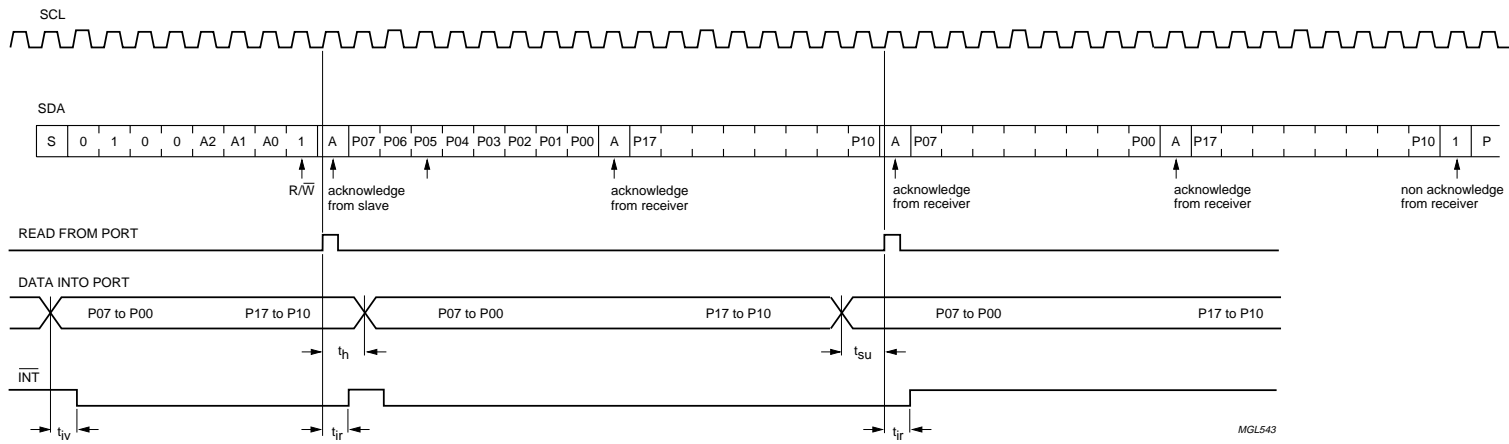 SCL
SDA
S 0 1 0 0 A2 A1 A0 1 A P07 P06 P05 P04 P03 P02 P01 P00 A P17 P10 A P07 P00 A P17 P10 1 P
R/W̅ acknowledge from slave
acknowledge from receiver
acknowledge from receiver
acknowledge from receiver
non acknowledge from receiver
READ FROM PORT
DATA INTO PORT
P07 to P00 P17 to P10 P07 to P00 P17 to P10 P07 to P00 P17 to P10
th tsu
I̅N̅T̅
tiv tir tir MGL543